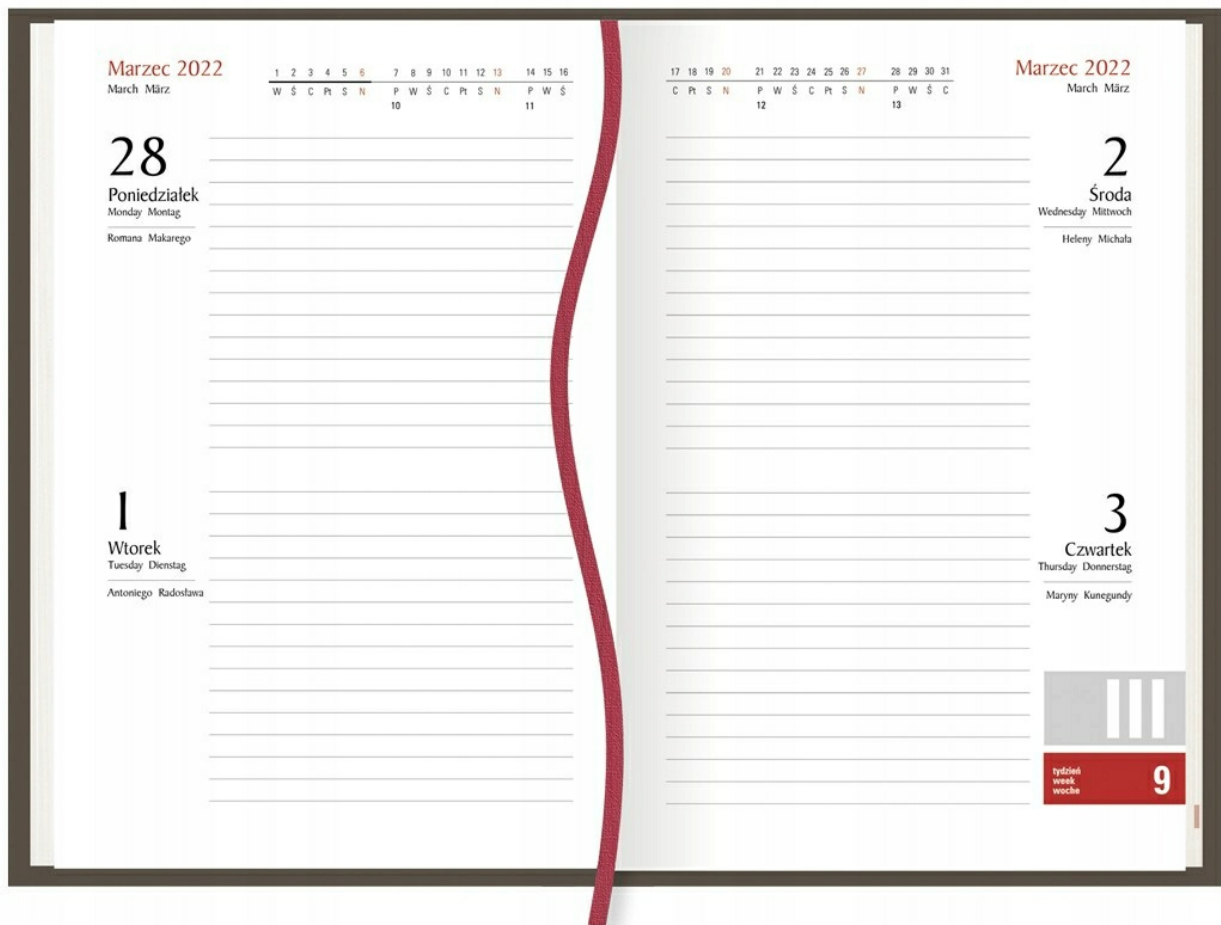 Marzec 2022
March März
1 2 3 4 5 6 7 8 9 10 11 12 13 14 15 16
W Ś C Pt S N P W Ś C Pt S N P W Ś
10 11
28
Poniedziałek
Monday Montag
Romana Makarego
1
Wtorek
Tuesday Dienstag
Antoniego Radosława
17 18 19 20 21 22 23 24 25 26 27 28 29 30 31
C Pt S N P W Ś C Pt S N P W Ś C
12 13
Marzec 2022
March März
2
Środa
Wednesday Mittwoch
Heleny Michała
3
Czwartek
Thursday Donnerstag
Maryny Kunegundy
III
tydzień
week
woche
9